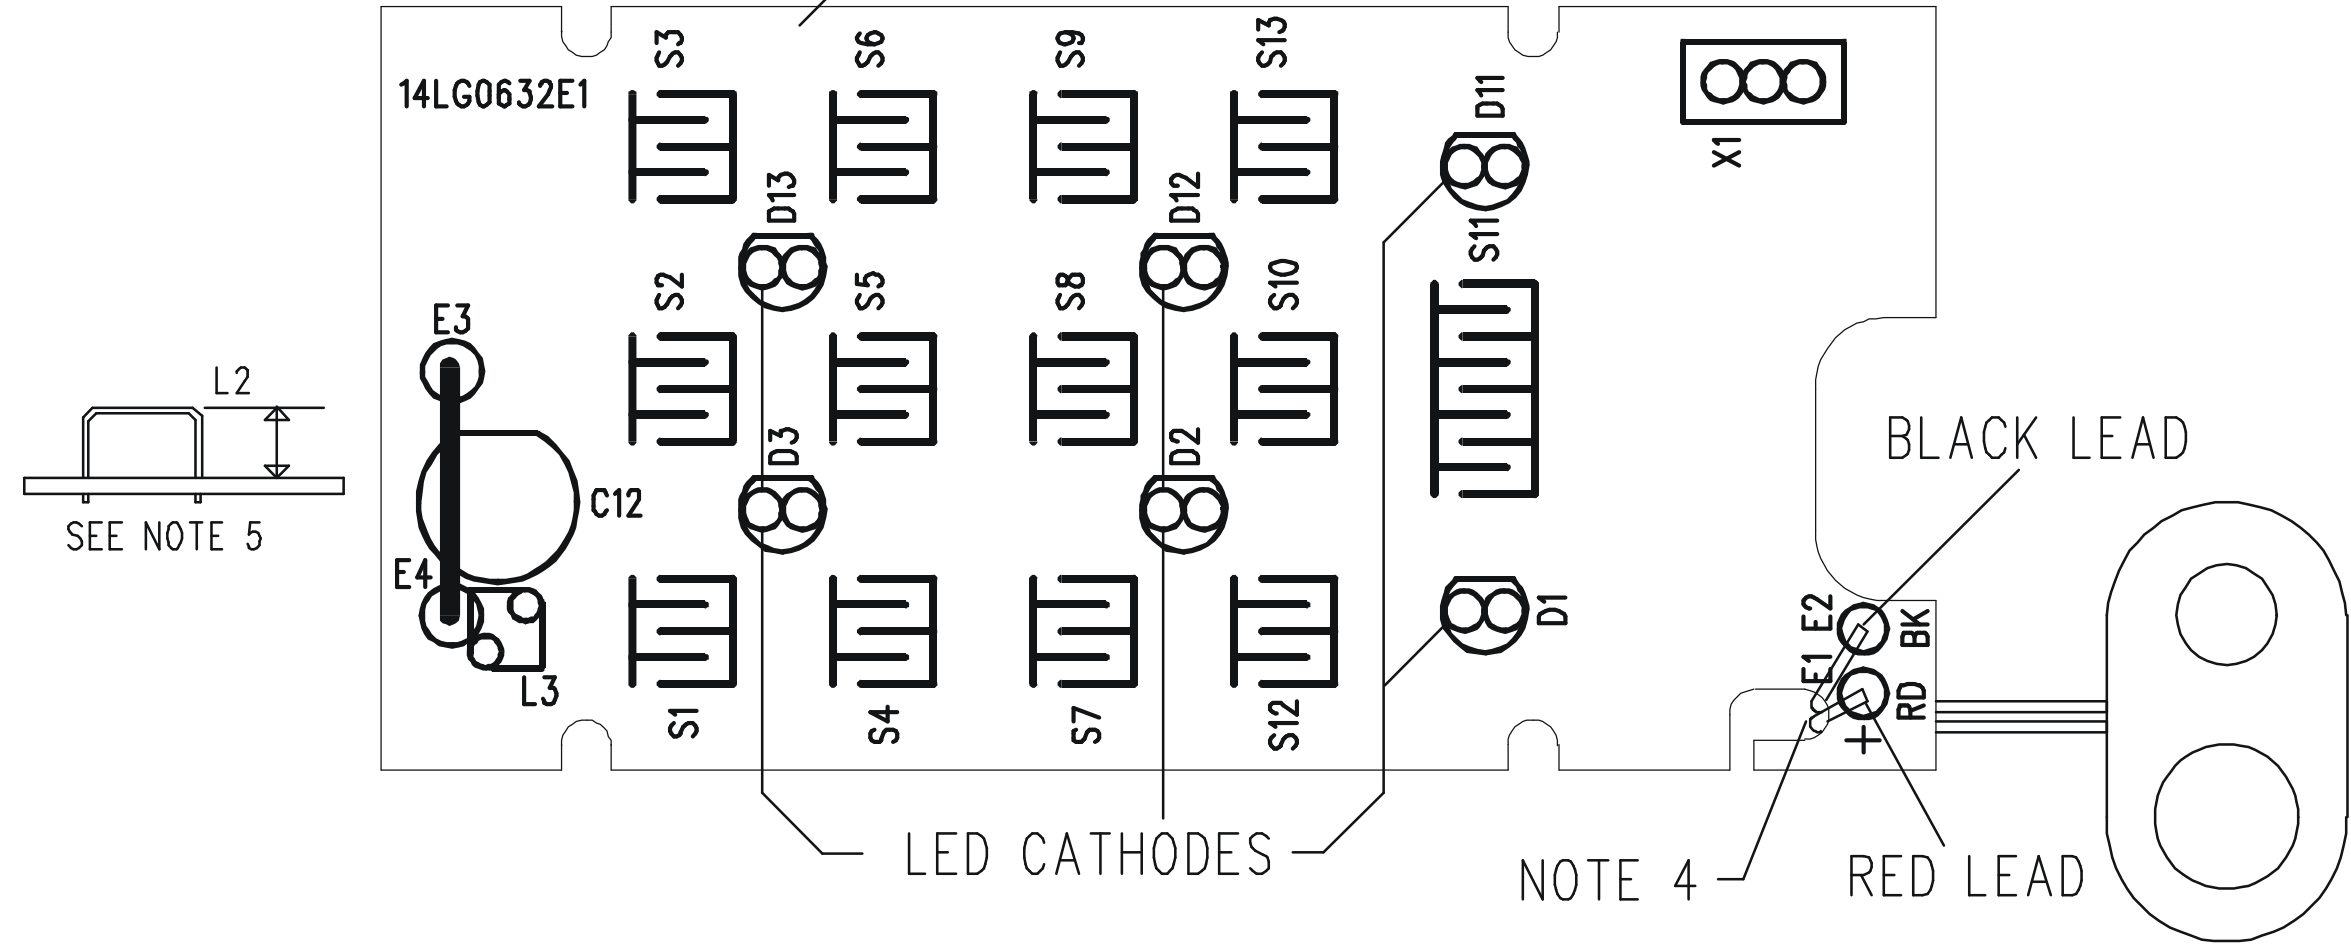 S3
S6
S9
S13
14LG0632E1
D11
X1
D13
D12
S11
S2
S5
S8
S10
E3
L2
BLACK LEAD
D3
D2
C12
SEE NOTE 5
E4
D1
E2
BK
E1
RD
L3
S1
S4
S7
S12
+
LED CATHODES
NOTE 4
RED LEAD